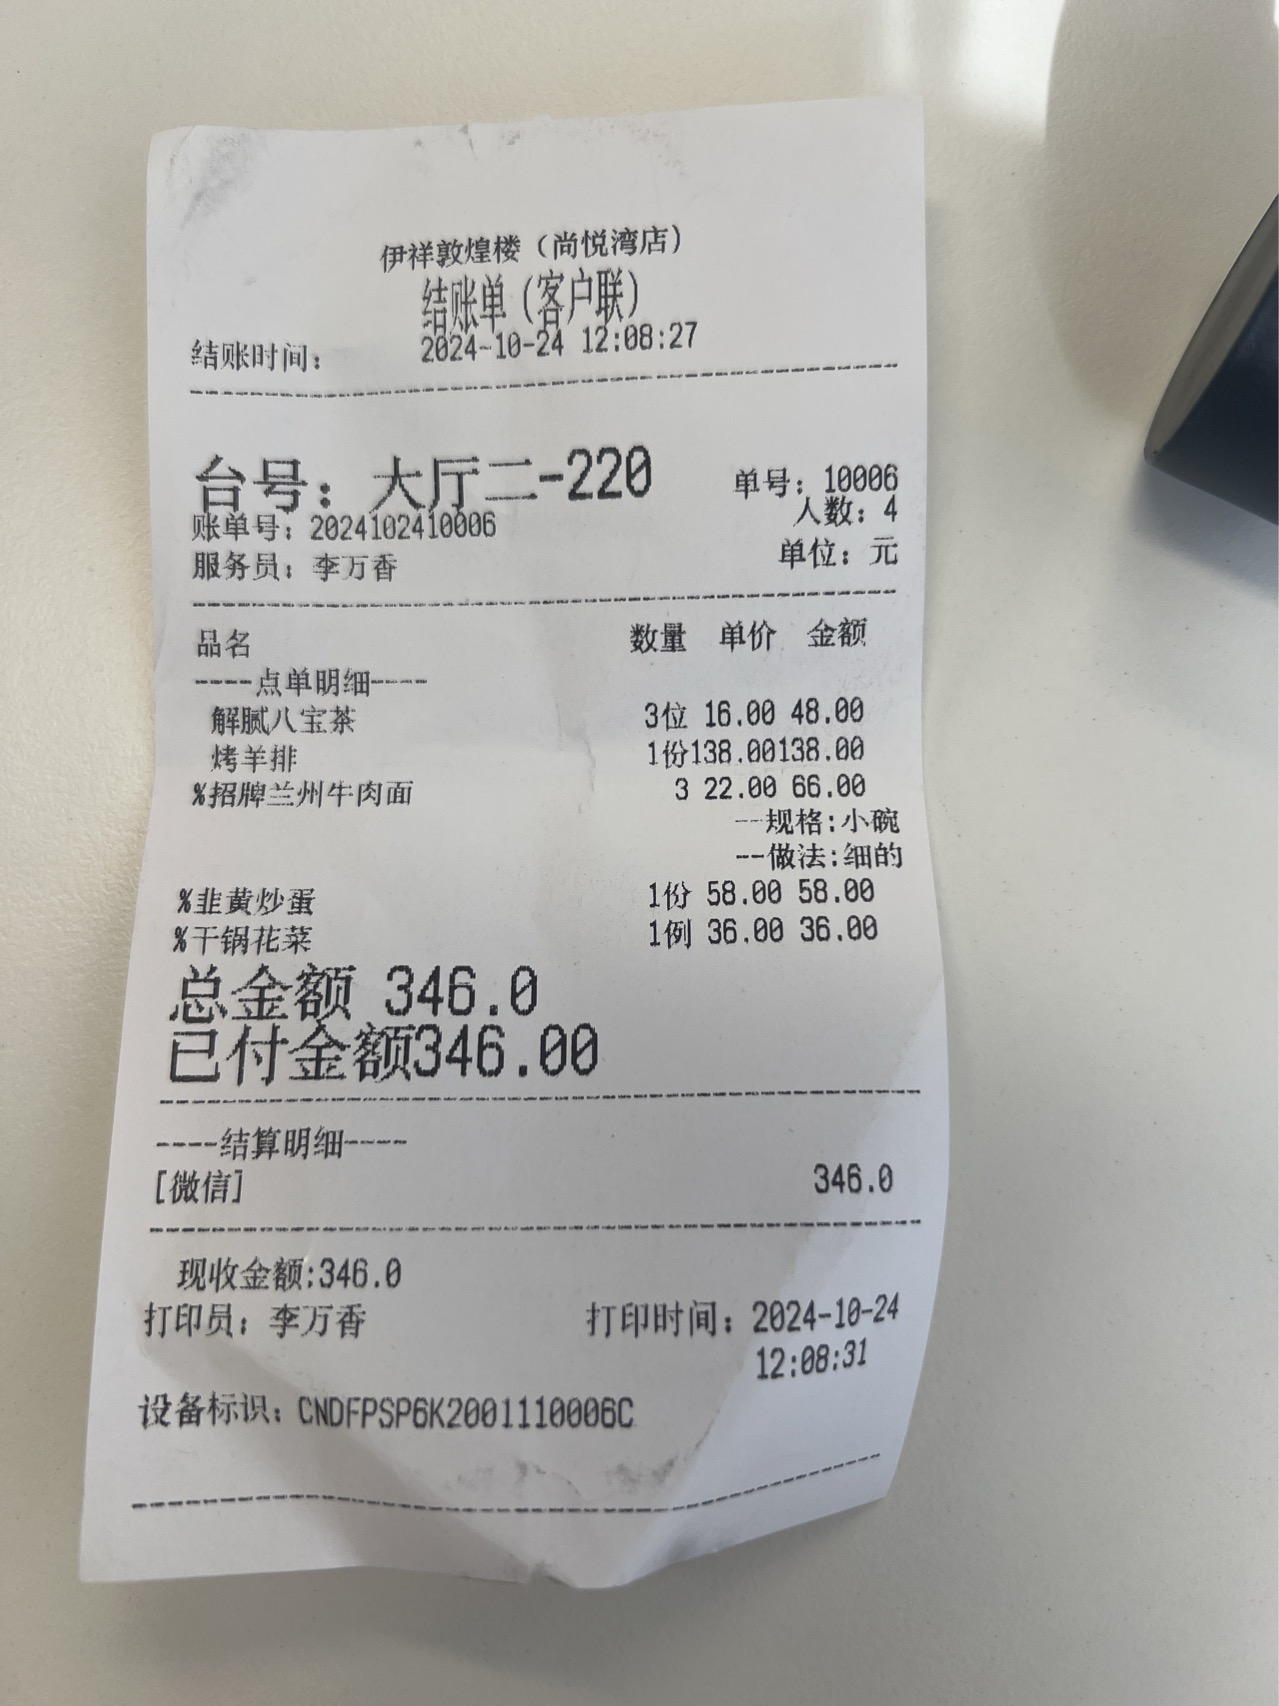 伊祥敦煌楼（尚悦湾店）
结账单（客户联）
结账时间： 2024-10-24 12:08:27
台号：大厅二-220 单号：10006
人数：4
账单号：2024102410006
服务员：李万香 单位：元
品名 数量 单价 金额
----点单明细----
解腻八宝茶 3位 16.00 48.00
烤羊排 1份138.00138.00
%招牌兰州牛肉面 3 22.00 66.00
--规格:小碗
--做法:细的
%韭黄炒蛋 1份 58.00 58.00
%干锅花菜 1例 36.00 36.00
总金额 346.0
已付金额346.00
----结算明细----
[微信] 346.0
现收金额:346.0
打印员：李万香 打印时间：2024-10-24
12:08:31
设备标识：CNDFPSP6K2001110006C